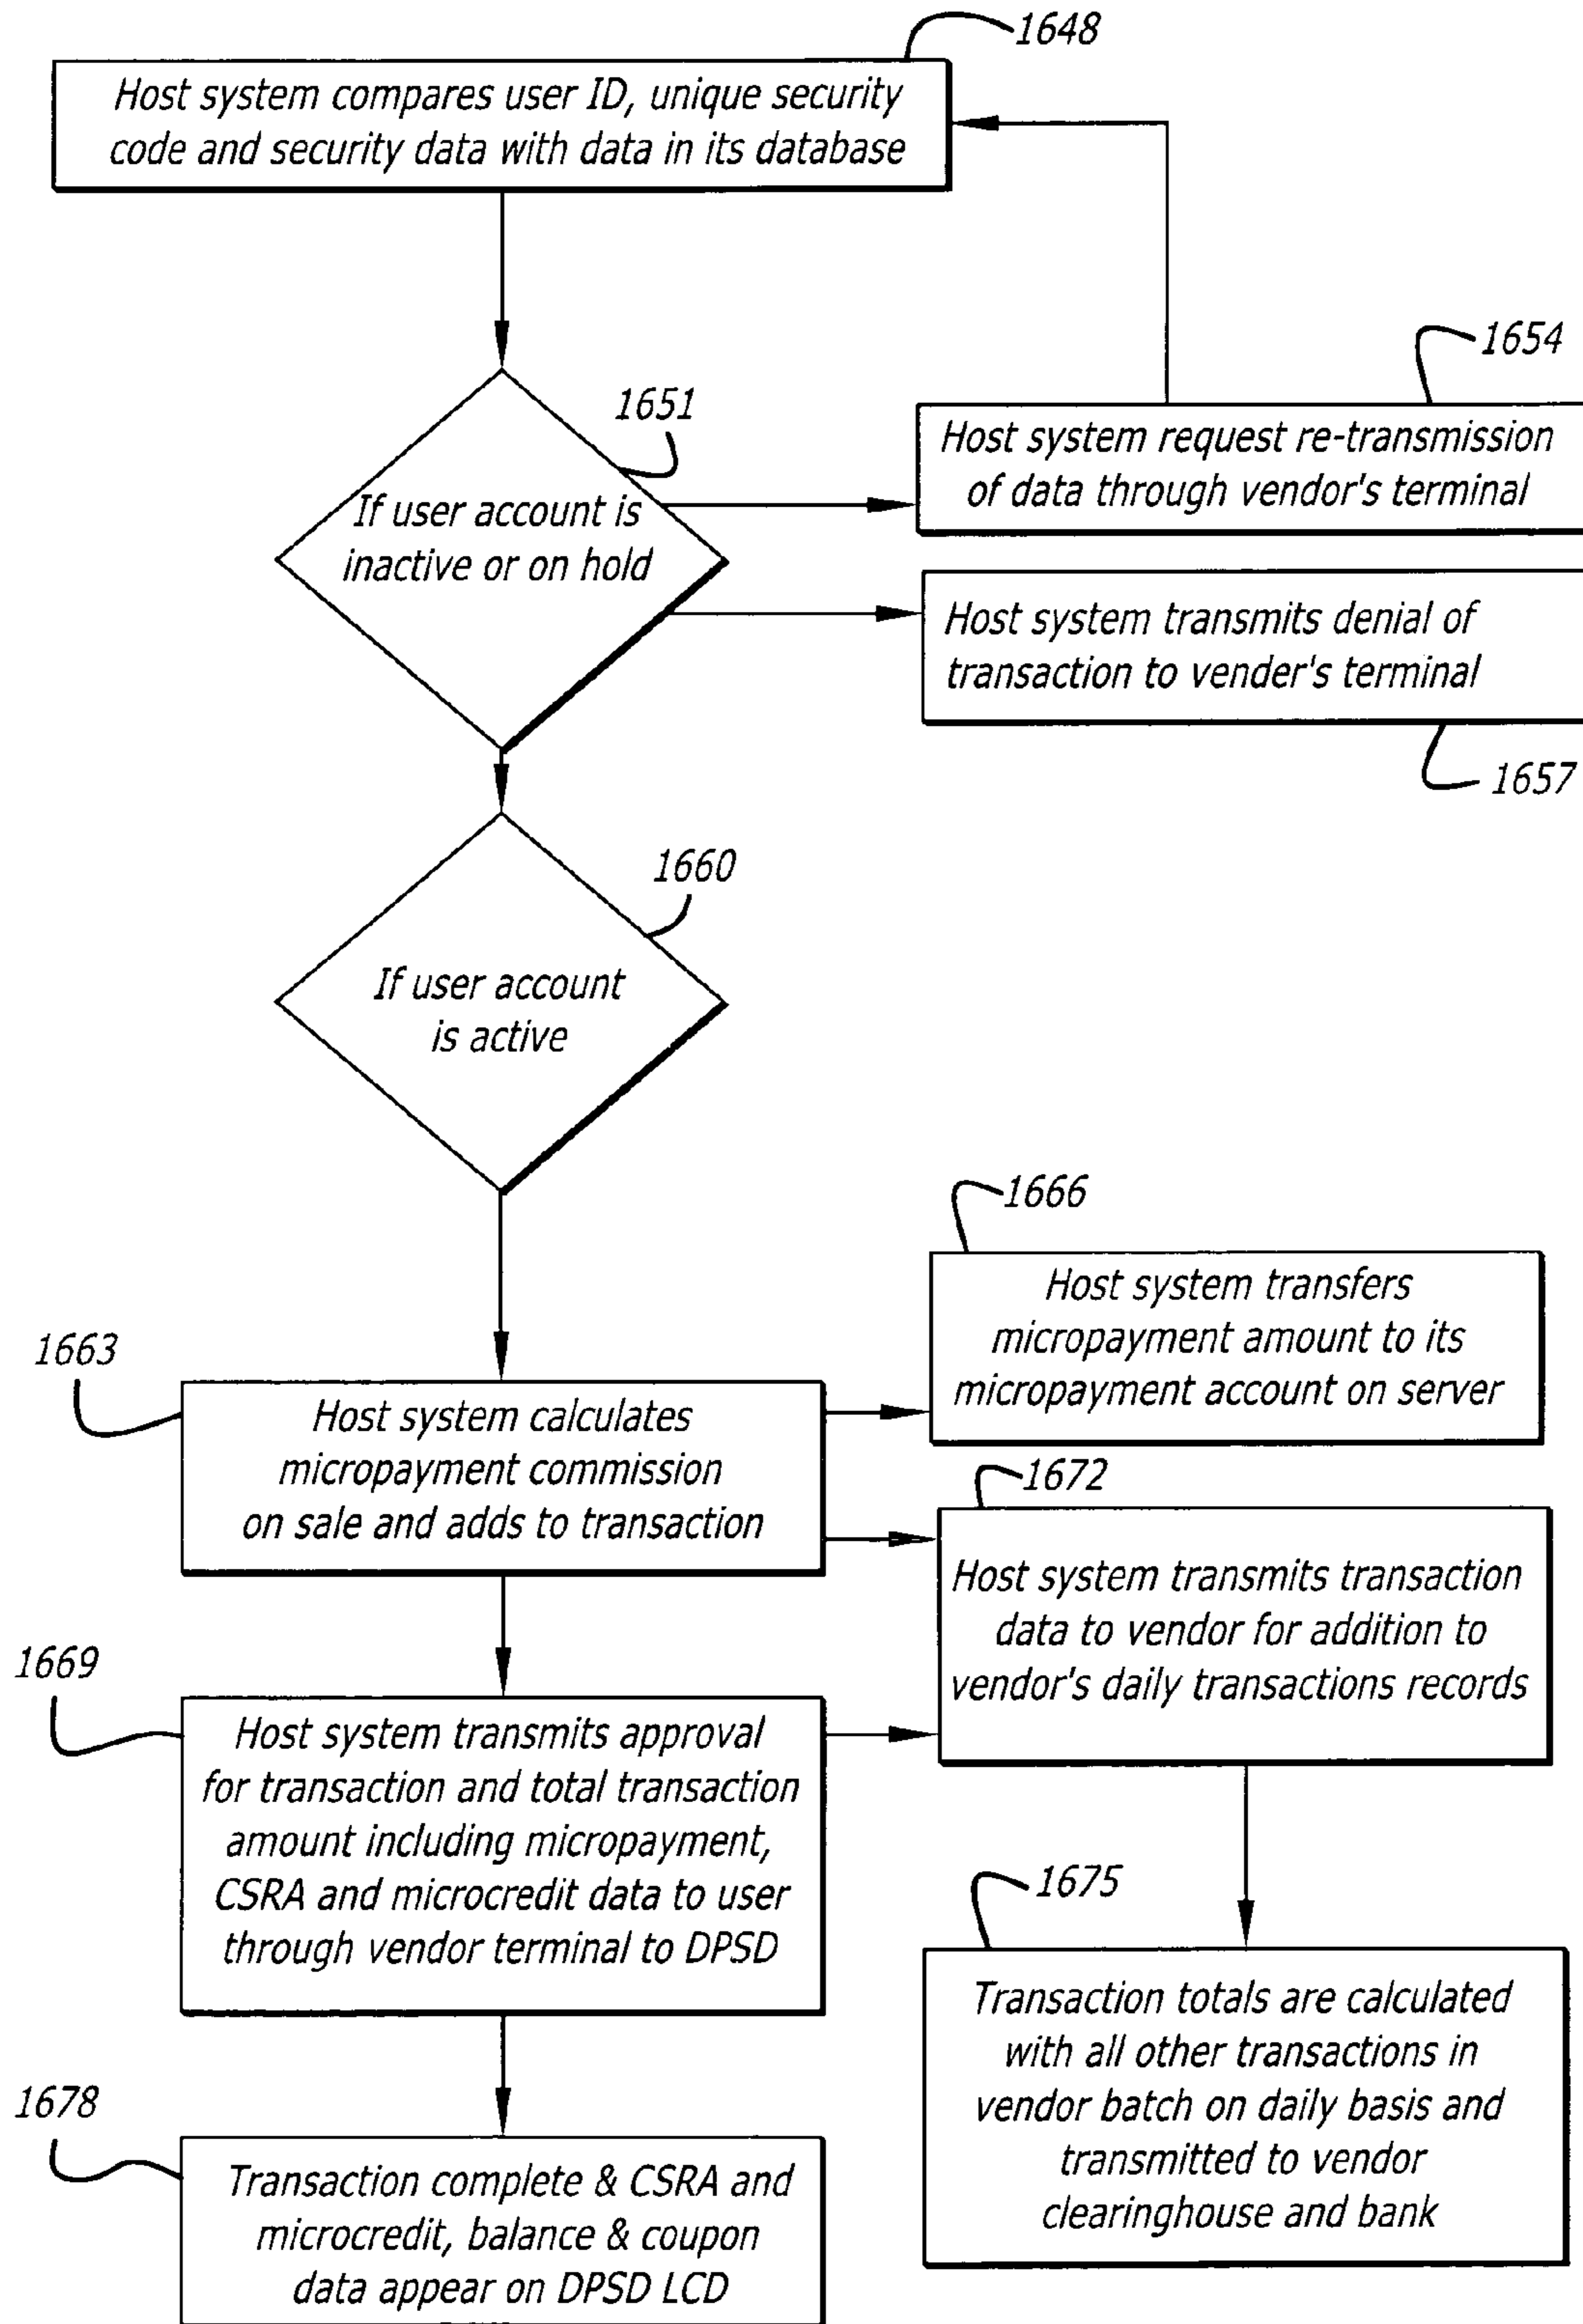 1648
Host system compares user ID, unique security
code and security data with data in its database
1651
If user account is
inactive or on hold
1654
Host system request re-transmission
of data through vendor's terminal
Host system transmits denial of
transaction to vender's terminal
1657
1660
If user account
is active
1666
Host system transfers
micropayment amount to its
micropayment account on server
1663
Host system calculates
micropayment commission
on sale and adds to transaction
1672
Host system transmits transaction
data to vendor for addition to
vendor's daily transactions records
1669
Host system transmits approval
for transaction and total transaction
amount including micropayment,
CSRA and microcredit data to user
through vendor terminal to DPSD
1675
Transaction totals are calculated
with all other transactions in
vendor batch on daily basis and
transmitted to vendor
clearinghouse and bank
1678
Transaction complete & CSRA and
microcredit, balance & coupon
data appear on DPSD LCD